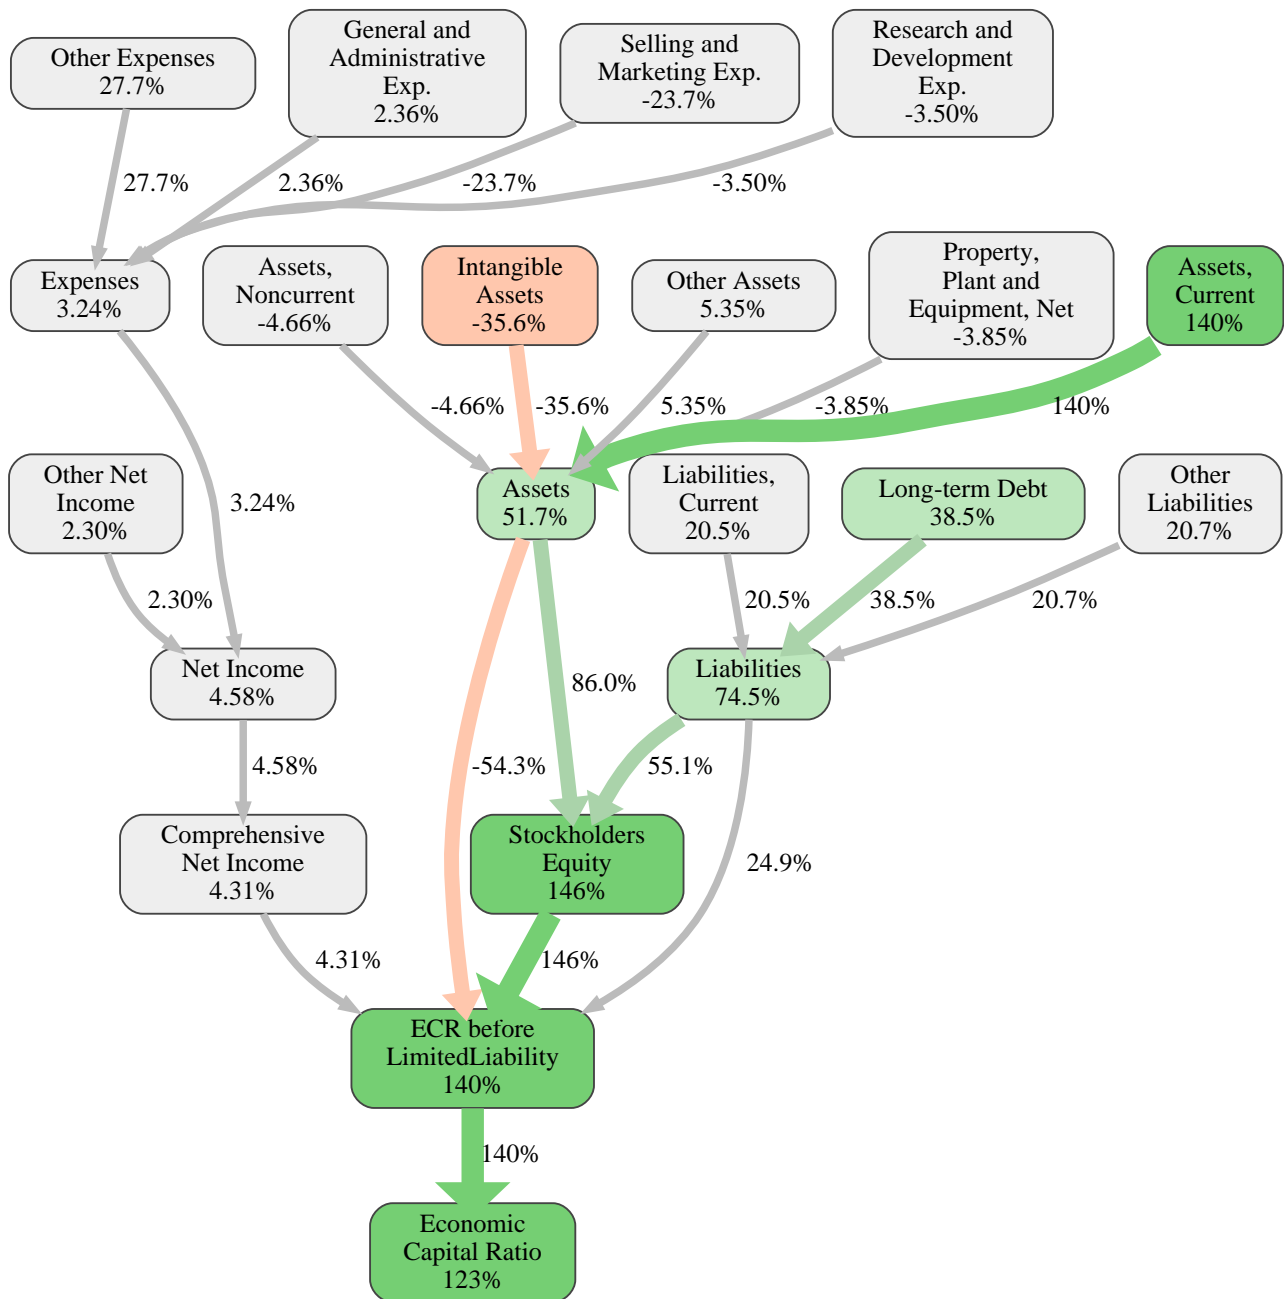 Other Expenses
27.7%
General and
Administrative
Exp.
2.36%
Selling and
Marketing Exp.
-23.7%
Research and
Development
Exp.
-3.50%
27.7%
2.36%
-23.7%
-3.50%
Expenses
3.24%
Assets,
Noncurrent
-4.66%
Intangible
Assets
-35.6%
Other Assets
5.35%
Property,
Plant and
Equipment, Net
-3.85%
Assets,
Current
140%
-4.66%
-35.6%
5.35%
-3.85%
140%
Other Net
Income
2.30%
3.24%
Assets
51.7%
Liabilities,
Current
20.5%
Long-term Debt
38.5%
Other
Liabilities
20.7%
2.30%
20.5%
38.5%
20.7%
Net Income
4.58%
86.0%
Liabilities
74.5%
4.58%
-54.3%
55.1%
Comprehensive
Net Income
4.31%
Stockholders
Equity
146%
24.9%
4.31%
146%
ECR before
LimitedLiability
140%
140%
Economic
Capital Ratio
123%